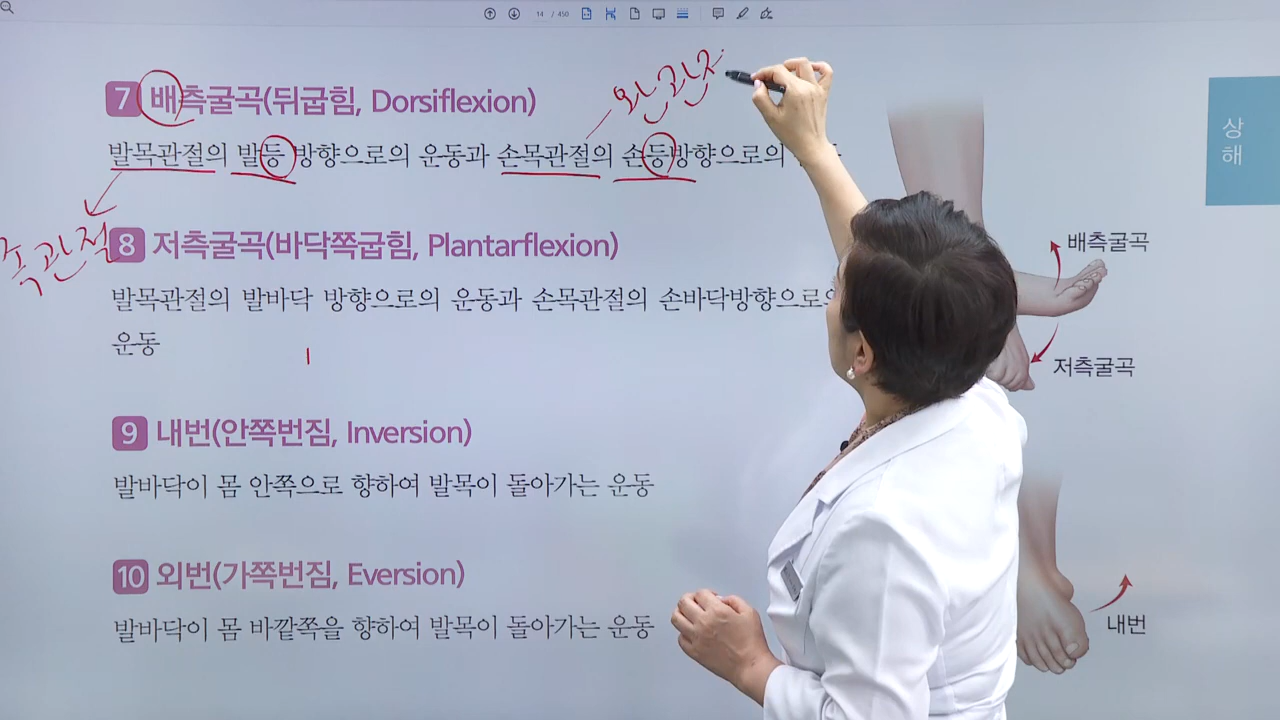 14 / 450
완관저
7 배측굴곡(뒤굽힘, Dorsiflexion)
발목관절의 발등 방향으로의 운동과 손목관절의 손등방향으로의
족관절
8 저측굴곡(바닥쪽굽힘, Plantarflexion)
발목관절의 발바닥 방향으로의 운동과 손목관절의 손바닥방향으로의
운동
9 내번(안쪽번짐, Inversion)
발바닥이 몸 안쪽으로 향하여 발목이 돌아가는 운동
10 외번(가쪽번짐, Eversion)
발바닥이 몸 바깥쪽을 향하여 발목이 돌아가는 운동
상해
배측굴곡
저측굴곡
내번